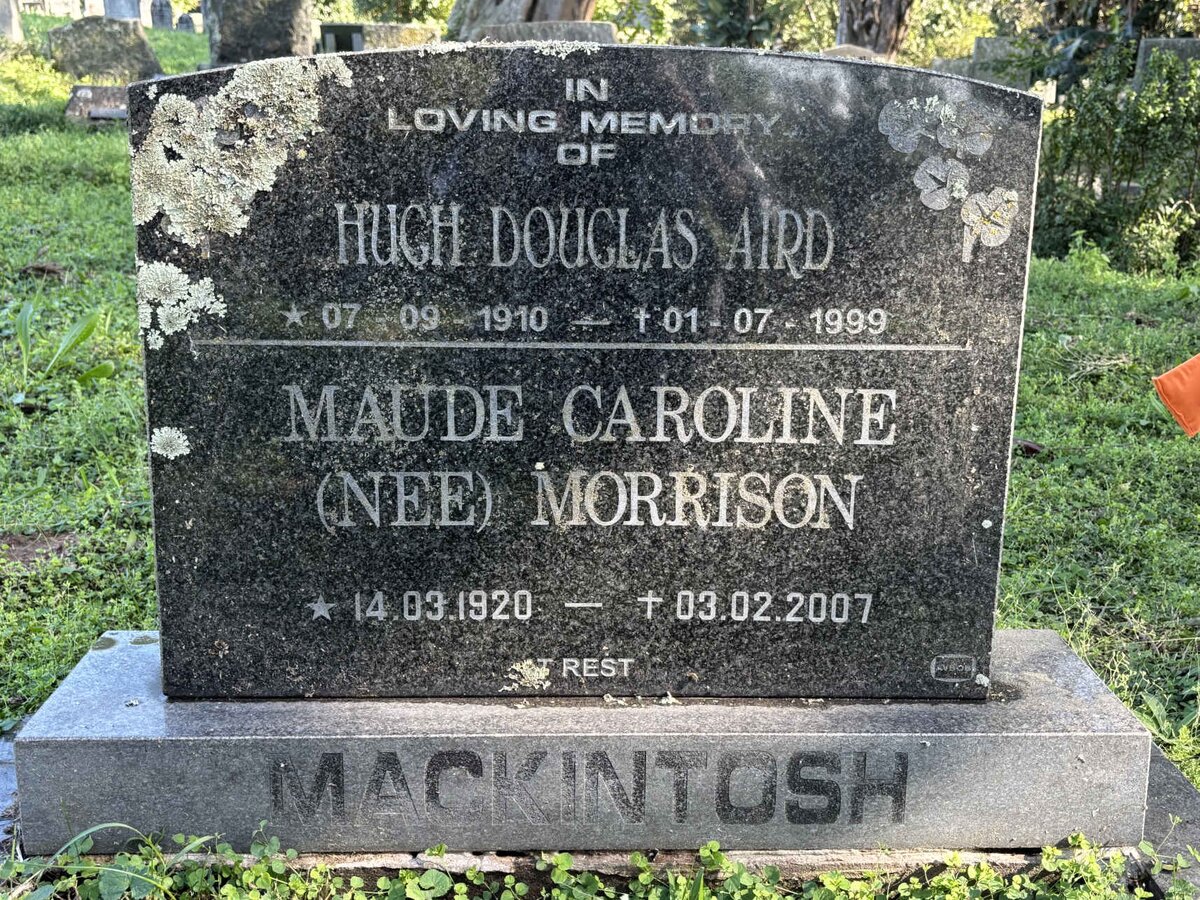 IN
LOVING MEMORY
OF
HUGH DOUGLAS AIRD
★ 07 - 09 - 1910 — † 01 - 07 - 1999
MAUDE CAROLINE
(NEE) MORRISON
★ 14.03.1920 — † 03.02.2007
AT REST
MACKINTOSH